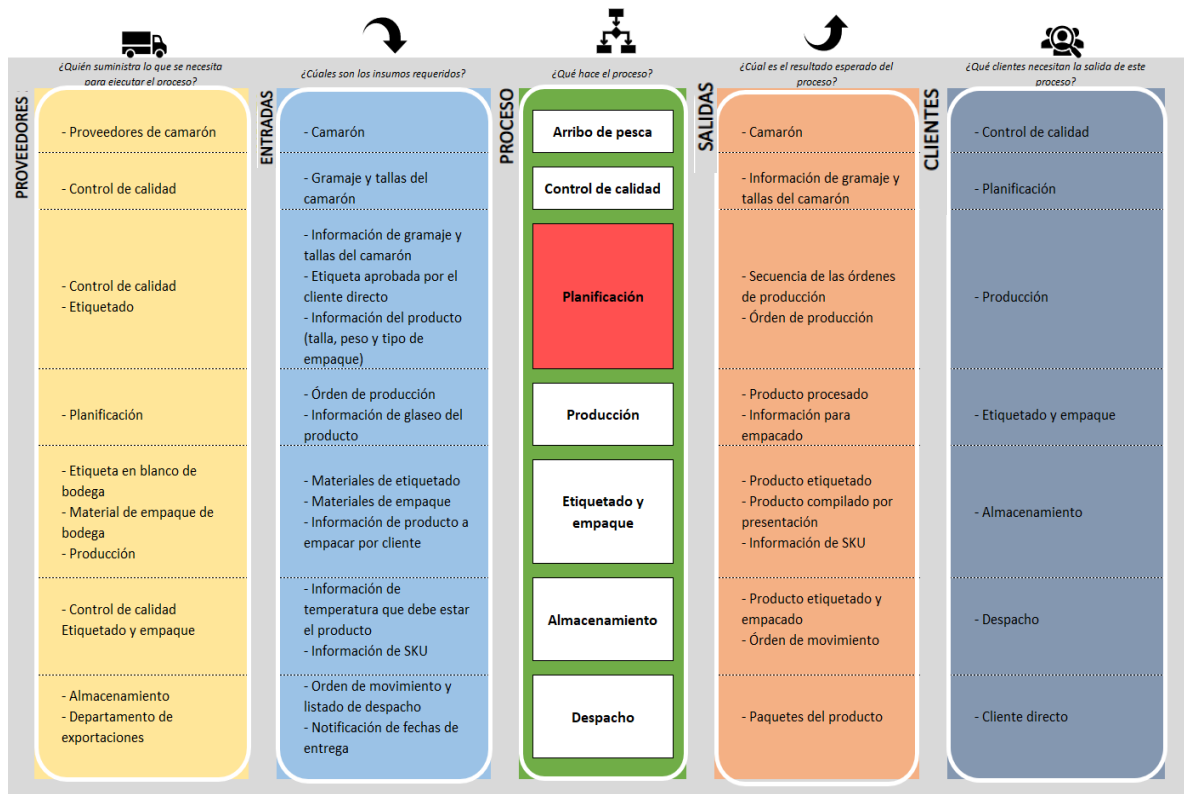 ¿Quién suministra lo que se necesita
para ejecutar el proceso?
¿Cúales son los insumos requeridos?
¿Qué hace el proceso?
¿Cúal es el resultado esperado del
proceso?
¿Qué clientes necesitan la salida de este
proceso?
PROVEEDORES
ENTRADAS
PROCESO
SALIDAS
CLIENTES
- Proveedores de camarón
- Camarón
Arribo de pesca
- Camarón
- Control de calidad
- Control de calidad
- Gramaje y tallas del
camarón
Control de calidad
- Información de gramaje y
tallas del camarón
- Planificación
- Control de calidad
- Etiquetado
- Información de gramaje y
tallas del camarón
- Etiqueta aprobada por el
cliente directo
- Información del producto
(talla, peso y tipo de
empaque)
Planificación
- Secuencia de las órdenes
de producción
- Órden de producción
- Producción
- Planificación
- Órden de producción
- Información de glaseo del
producto
Producción
- Producto procesado
- Información para
empacado
- Etiquetado y empaque
- Etiqueta en blanco de
bodega
- Material de empaque de
bodega
- Producción
- Materiales de etiquetado
- Materiales de empaque
- Información de producto a
empacar por cliente
Etiquetado y
empaque
- Producto etiquetado
- Producto compilado por
presentación
- Información de SKU
- Almacenamiento
- Control de calidad
Etiquetado y empaque
- Información de
temperatura que debe estar
el producto
- Información de SKU
Almacenamiento
- Producto etiquetado y
empacado
- Órden de movimiento
- Despacho
- Almacenamiento
- Departamento de
exportaciones
- Orden de movimiento y
listado de despacho
- Notificación de fechas de
entrega
Despacho
- Paquetes del producto
- Cliente directo